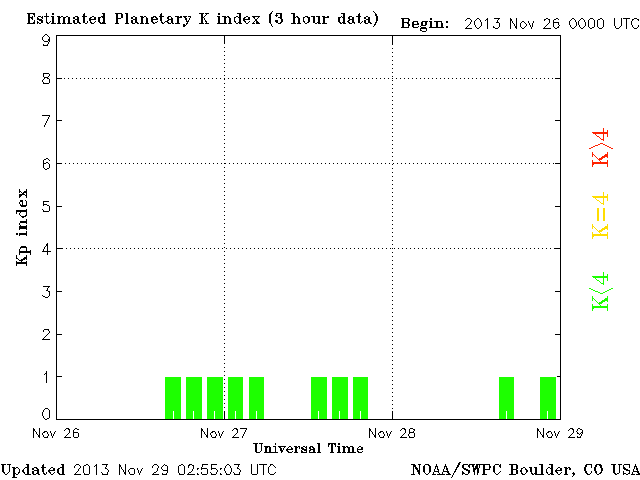 Estimated Planetary K index (3 hour data) Begin: 2013 Nov 26 0000 UTC
9
8
7
6
5
4
3
2
1
0
Kp index
K>4
K=4
K<4
Nov 26 Nov 27 Nov 28 Nov 29
Universal Time
Updated 2013 Nov 29 02:55:03 UTC NOAA/SWPC Boulder, CO USA